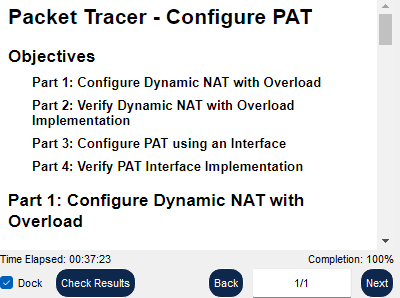 Packet Tracer - Configure PAT
Objectives
Part 1: Configure Dynamic NAT with Overload
Part 2: Verify Dynamic NAT with Overload
Implementation
Part 3: Configure PAT using an Interface
Part 4: Verify PAT Interface Implementation
Part 1: Configure Dynamic NAT with
Overload
Time Elapsed: 00:37:23 Completion: 100%
Dock Check Results Back 1/1 Next